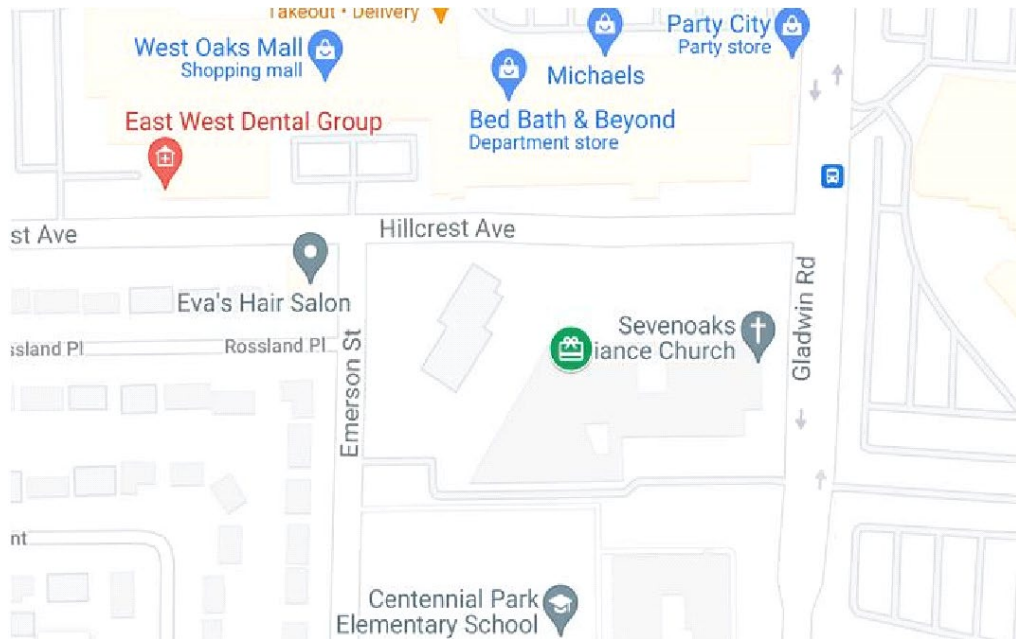 Takeout • Delivery
West Oaks Mall
Shopping mall
Party City
Party store
Michaels
East West Dental Group
Bed Bath & Beyond
Department store
st Ave
Hillcrest Ave
Eva's Hair Salon
Gladwin Rd
Sevenoaks
iance Church
ssland Pl
Rossland Pl
Emerson St
nt
Centennial Park
Elementary School